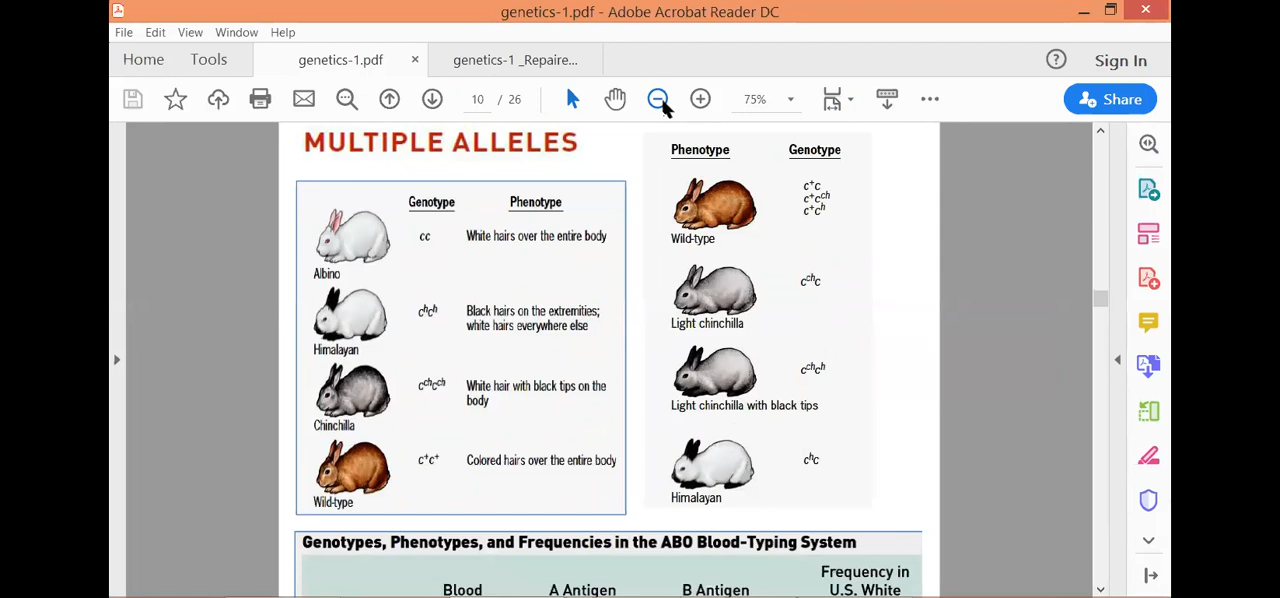 genetics-1.pdf - Adobe Acrobat Reader DC
File Edit View Window Help
Home Tools genetics-1.pdf × genetics-1 _Repaire... Sign In
10 / 26 75% Share
MULTIPLE ALLELES
Genotype Phenotype
cc White hairs over the entire body
Albino
cʰcʰ Black hairs on the extremities;
white hairs everywhere else
Himalayan
cᶜʰcᶜʰ White hair with black tips on the
body
Chinchilla
c⁺c⁺ Colored hairs over the entire body
Wild-type
Phenotype Genotype
c⁺c
c⁺cᶜʰ
c⁺cʰ
Wild-type
cᶜʰc
Light chinchilla
cᶜʰcʰ
Light chinchilla with black tips
cʰc
Himalayan
Genotypes, Phenotypes, and Frequencies in the ABO Blood-Typing System
Frequency in
Blood A Antigen B Antigen U.S. White